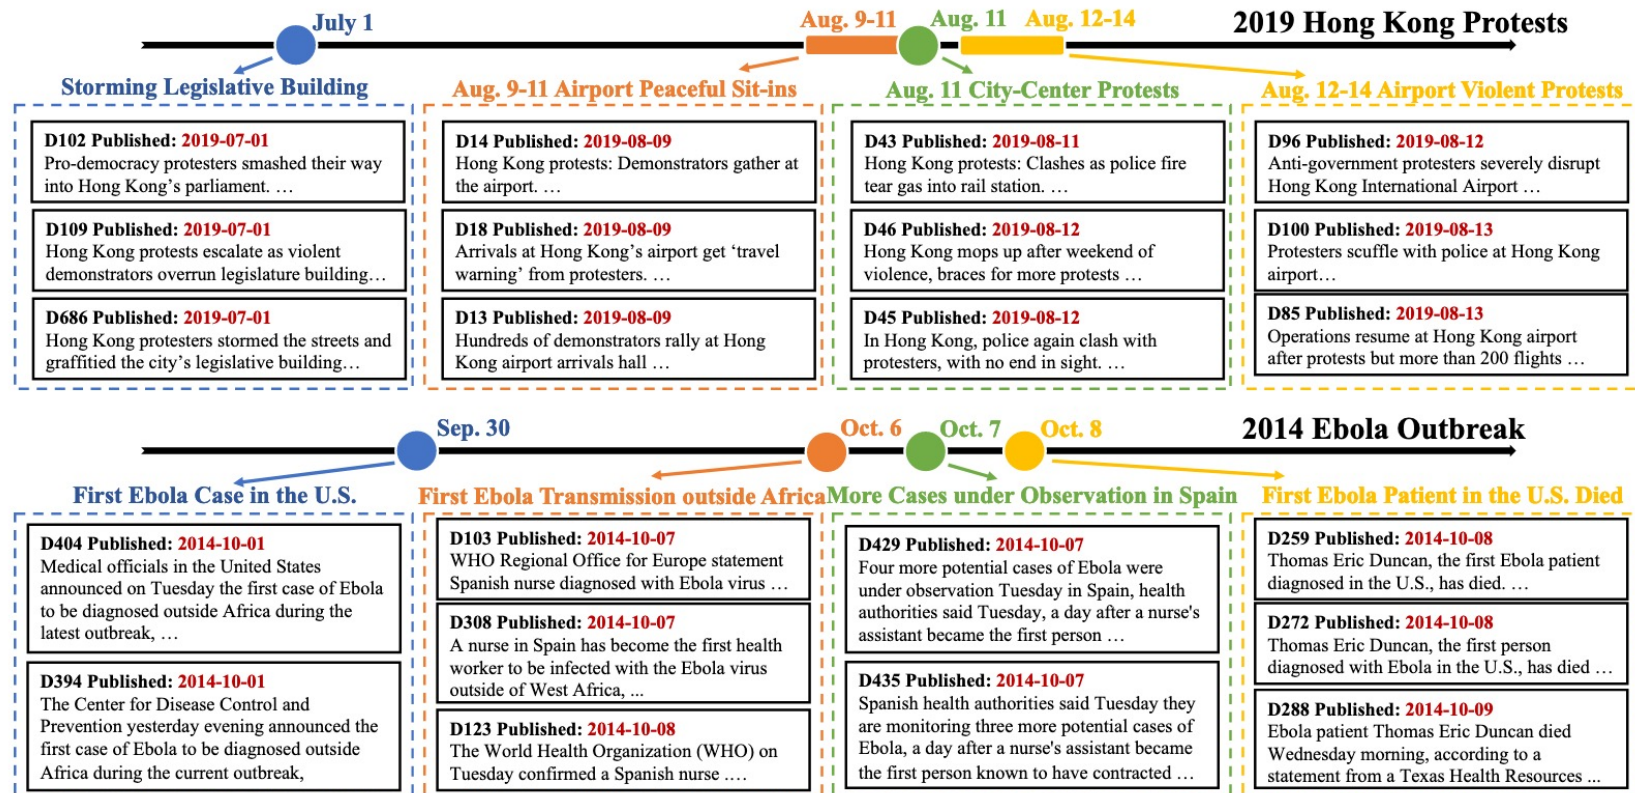 July 1
Aug. 9-11
Aug. 11
Aug. 12-14
2019 Hong Kong Protests
Storming Legislative Building
D102 Published: 2019-07-01
Pro-democracy protesters smashed their way
into Hong Kong's parliament. …
D109 Published: 2019-07-01
Hong Kong protests escalate as violent
demonstrators overrun legislature building…
D686 Published: 2019-07-01
Hong Kong protesters stormed the streets and
graffitied the city's legislative building…
Aug. 9-11 Airport Peaceful Sit-ins
D14 Published: 2019-08-09
Hong Kong protests: Demonstrators gather at
the airport. …
D18 Published: 2019-08-09
Arrivals at Hong Kong's airport get 'travel
warning' from protesters. …
D13 Published: 2019-08-09
Hundreds of demonstrators rally at Hong
Kong airport arrivals hall …
Aug. 11 City-Center Protests
D43 Published: 2019-08-11
Hong Kong protests: Clashes as police fire
tear gas into rail station. …
D46 Published: 2019-08-12
Hong Kong mops up after weekend of
violence, braces for more protests …
D45 Published: 2019-08-12
In Hong Kong, police again clash with
protesters, with no end in sight. …
Aug. 12-14 Airport Violent Protests
D96 Published: 2019-08-12
Anti-government protesters severely disrupt
Hong Kong International Airport …
D100 Published: 2019-08-13
Protesters scuffle with police at Hong Kong
airport…
D85 Published: 2019-08-13
Operations resume at Hong Kong airport
after protests but more than 200 flights …
Sep. 30
Oct. 6
Oct. 7
Oct. 8
2014 Ebola Outbreak
First Ebola Case in the U.S.
D404 Published: 2014-10-01
Medical officials in the United States
announced on Tuesday the first case of Ebola
to be diagnosed outside Africa during the
latest outbreak, …
D394 Published: 2014-10-01
The Center for Disease Control and
Prevention yesterday evening announced the
first case of Ebola to be diagnosed outside
Africa during the current outbreak,
First Ebola Transmission outside Africa
D103 Published: 2014-10-07
WHO Regional Office for Europe statement
Spanish nurse diagnosed with Ebola virus …
D308 Published: 2014-10-07
A nurse in Spain has become the first health
worker to be infected with the Ebola virus
outside of West Africa, ...
D123 Published: 2014-10-08
The World Health Organization (WHO) on
Tuesday confirmed a Spanish nurse ….
More Cases under Observation in Spain
D429 Published: 2014-10-07
Four more potential cases of Ebola were
under observation Tuesday in Spain, health
authorities said Tuesday, a day after a nurse's
assistant became the first person …
D435 Published: 2014-10-07
Spanish health authorities said Tuesday they
are monitoring three more potential cases of
Ebola, a day after a nurse's assistant became
the first person known to have contracted …
First Ebola Patient in the U.S. Died
D259 Published: 2014-10-08
Thomas Eric Duncan, the first Ebola patient
diagnosed in the U.S., has died. …
D272 Published: 2014-10-08
Thomas Eric Duncan, the first person
diagnosed with Ebola in the U.S., has died …
D288 Published: 2014-10-09
Ebola patient Thomas Eric Duncan died
Wednesday morning, according to a
statement from a Texas Health Resources ...